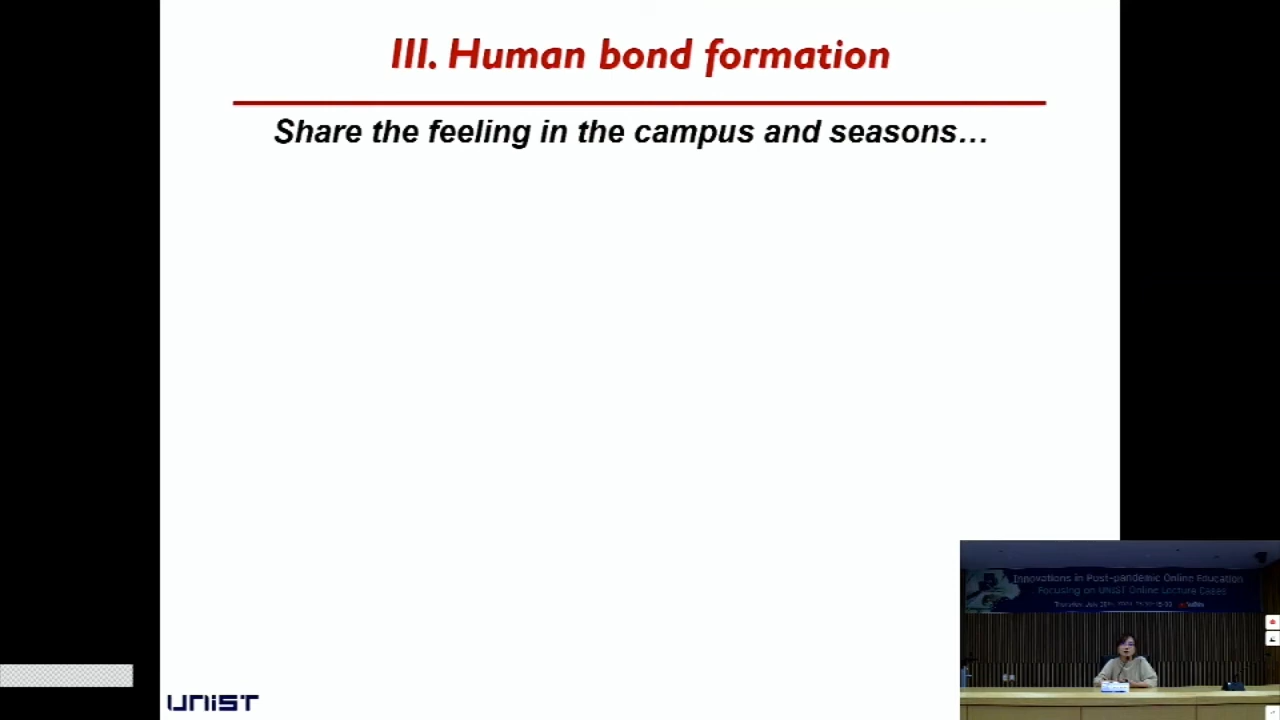 III. Human bond formation
Share the feeling in the campus and seasons...
UNIST
Innovations in Post-pandemic Online Education
Focusing on UNIST Online Lecture Cases